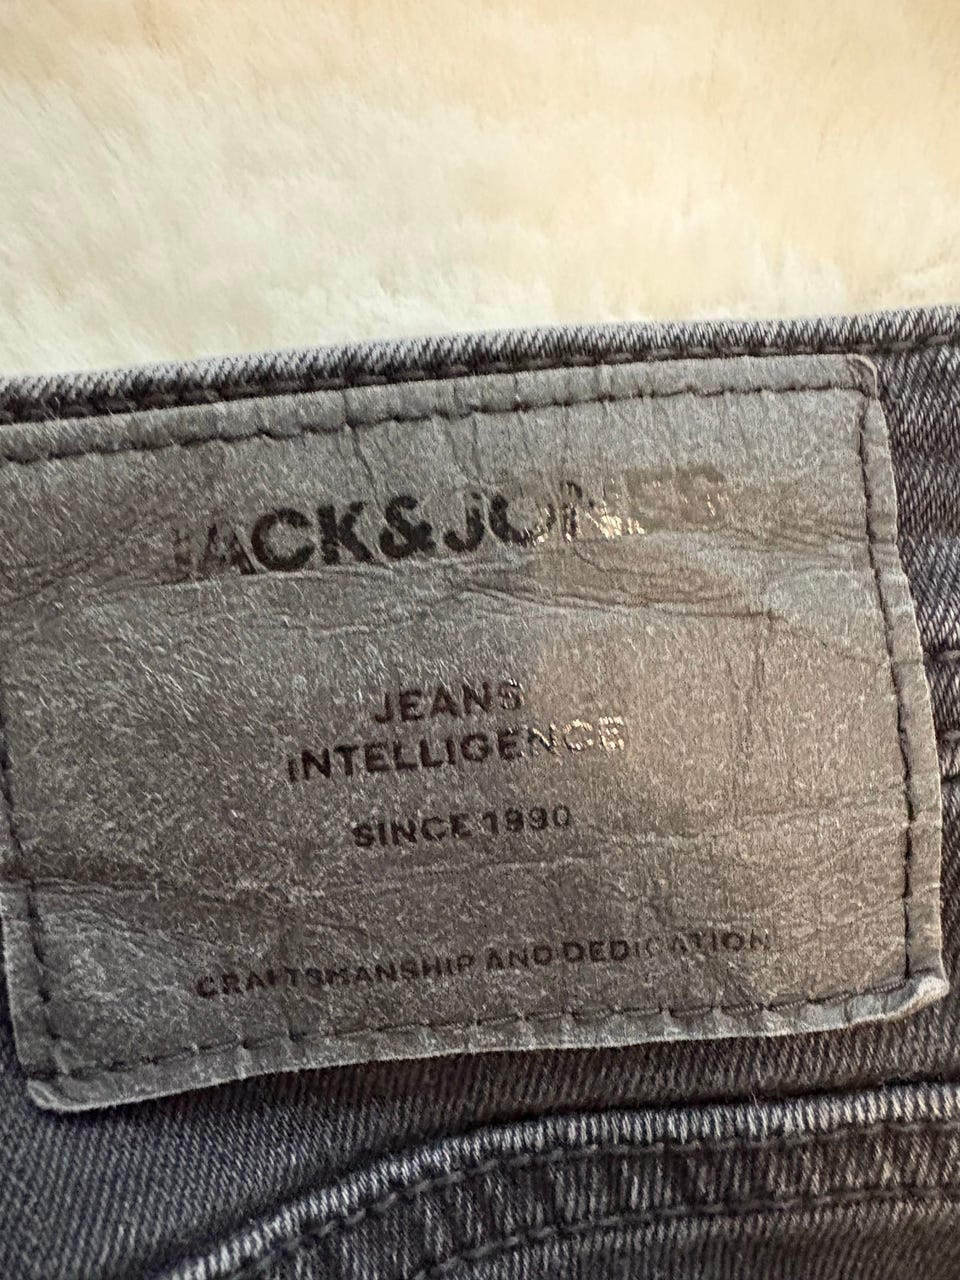 JACK&JONES
JEANS
INTELLIGENCE
SINCE 1990
CRAFTSMANSHIP AND DEDICATION